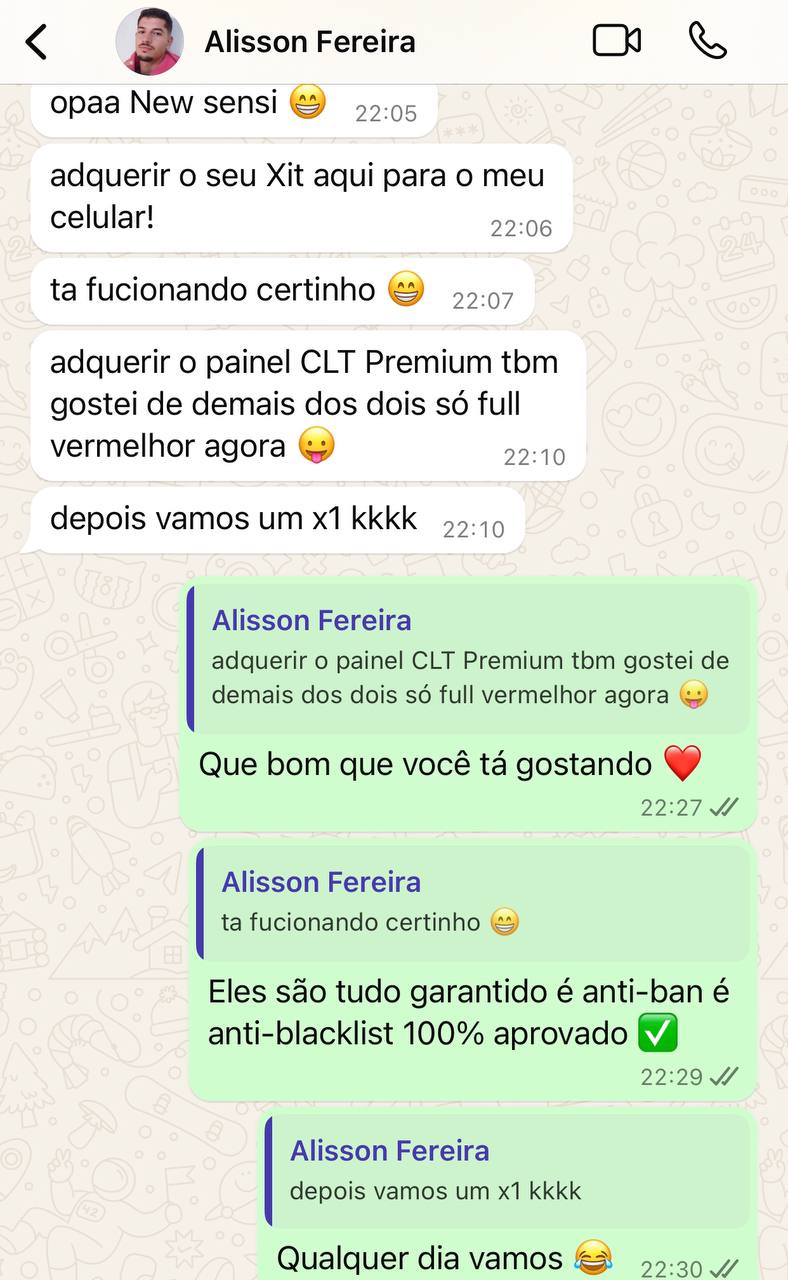 Alisson Fereira
opaa New sensi 😁 22:05
adquerir o seu Xit aqui para o meu
celular! 22:06
ta fucionando certinho 😁 22:07
adquerir o painel CLT Premium tbm
gostei de demais dos dois só full
vermelhor agora 😛 22:10
depois vamos um x1 kkkk 22:10
Alisson Fereira
adquerir o painel CLT Premium tbm gostei de
demais dos dois só full vermelhor agora 😛
Que bom que você tá gostando ❤️
22:27
Alisson Fereira
ta fucionando certinho 😁
Eles são tudo garantido é anti-ban é
anti-blacklist 100% aprovado ✅
22:29
Alisson Fereira
depois vamos um x1 kkkk
Qualquer dia vamos 😂 22:30